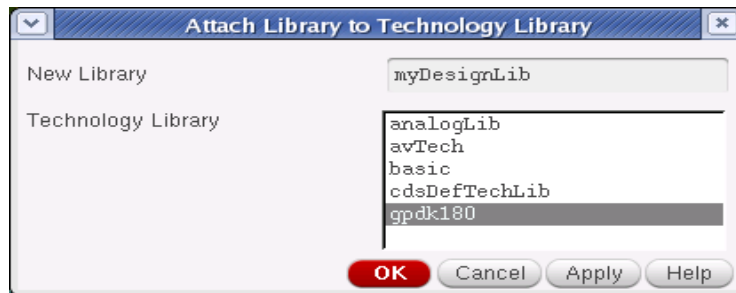 Attach Library to Technology Library
New Library myDesignLib
Technology Library
analogLib
avTech
basic
cdsDefTechLib
gpdk180
OK Cancel Apply Help